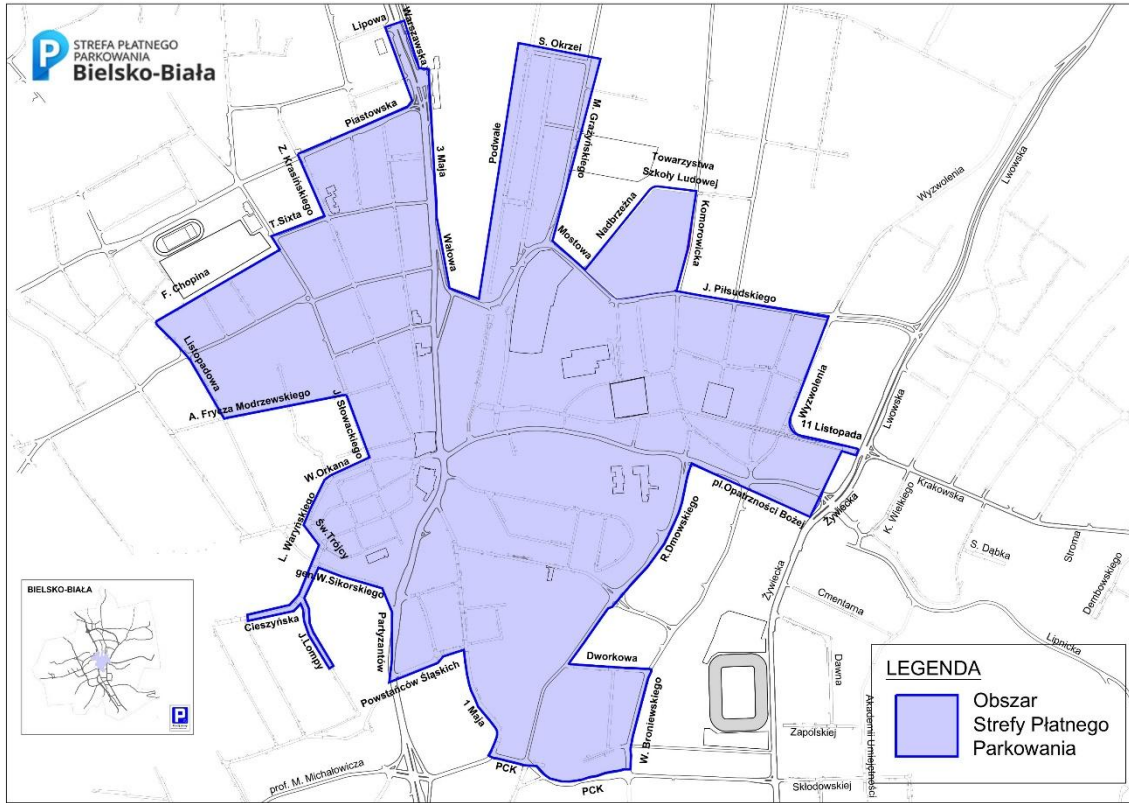 P
STREFA PŁATNEGO
PARKOWANIA
Bielsko-Biała
Lipowa
Warszawska
S. Okrzei
Piastowska
M. Grażyńskiego
3 Maja
Podwale
Z. Krasińskiego
Towarzystwa
Szkoły Ludowej
Wyzwolenia
Lwowska
Nadbrzeżna
T.Sixta
Komorowicka
Mostowa
Wałowa
F. Chopina
J. Piłsudskiego
Listopadowa
A. Frycza Modrzewskiego
J. Słowackiego
Wyzwolenia
11 Listopada
Lwowska
W.Orkana
pl.Opatrzności Bożej
Krakowska
Żywiecka
K. Wielkiego
L. Waryńskiego
Św.Trójcy
R.Dmowskiego
S. Dąbka
Stroma
Dembowskiego
gen.W.Sikorskiego
Żywiecka
Cmentarna
Cieszyńska
J.Lompy
Partyzantów
Lipnicka
Powstańców Śląskich
Dworkowa
1 Maja
W. Broniewskiego
Dawna
Akademii Umiejętności
Zapolskiej
PCK
PCK
prof. M. Michałowicza
Skłodowskiej
BIELSKO-BIAŁA
P
LEGENDA
Obszar
Strefy Płatnego
Parkowania